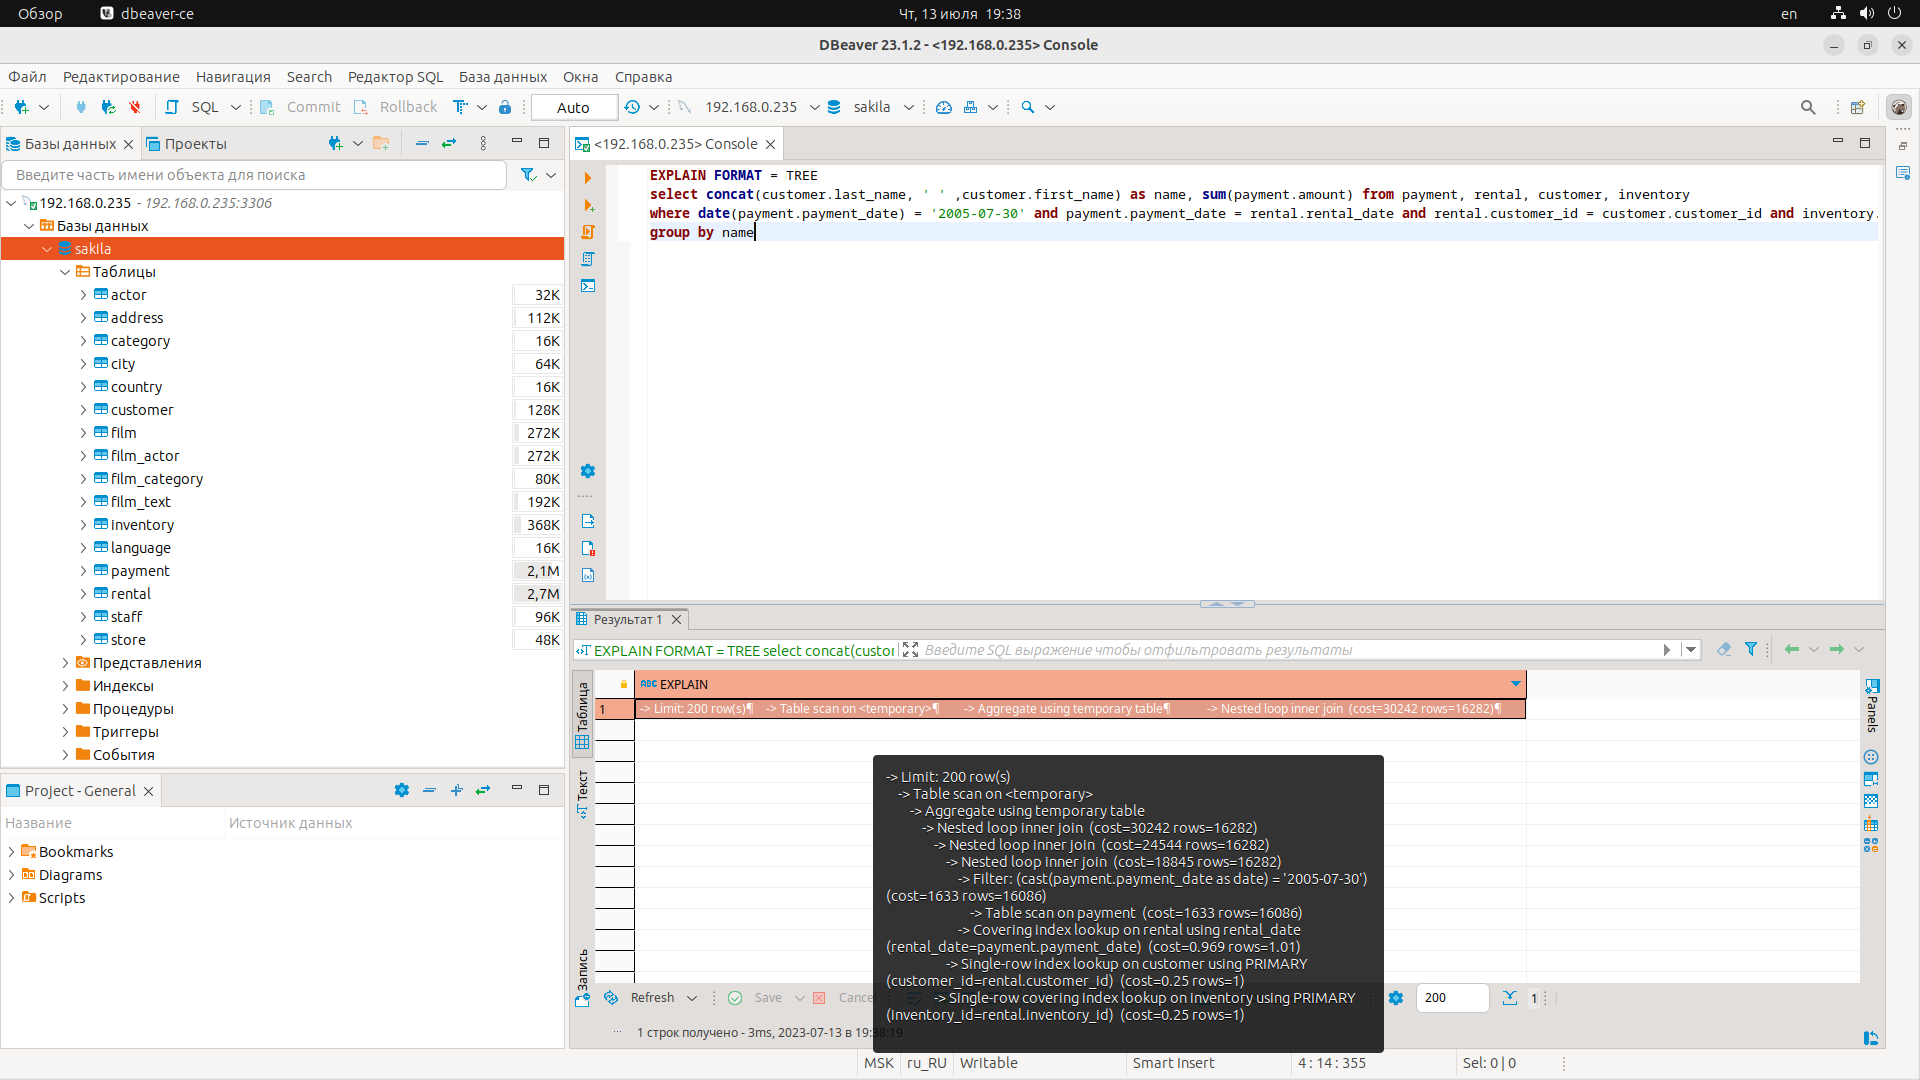 Обзор
dbeaver-ce
Чт, 13 июля 19:38
en
DBeaver 23.1.2 - <192.168.0.235> Console
Файл Редактирование Навигация Search Редактор SQL База данных Окна Справка
SQL Commit Rollback Auto 192.168.0.235 sakila
Базы данных Проекты
<192.168.0.235> Console
Введите часть имени объекта для поиска
192.168.0.235 - 192.168.0.235:3306
Базы данных
sakila
Таблицы
actor 32K
address 112K
category 16K
city 64K
country 16K
customer 128K
film 272K
film_actor 272K
film_category 80K
film_text 192K
inventory 368K
language 16K
payment 2,1M
rental 2,7M
staff 96K
store 48K
Представления
Индексы
Процедуры
Триггеры
События
Project - General
Название Источник данных
Bookmarks
Diagrams
Scripts
EXPLAIN FORMAT = TREE
select concat(customer.last_name, ' ' ,customer.first_name) as name, sum(payment.amount) from payment, rental, customer, inventory
where date(payment.payment_date) = '2005-07-30' and payment.payment_date = rental.rental_date and rental.customer_id = customer.customer_id and inventory.
group by name
Результат 1
EXPLAIN FORMAT = TREE select concat(custor
Введите SQL выражение чтобы отфильтровать результаты
Таблица
Текст
Запись
Panels
ABC EXPLAIN
1 -> Limit: 200 row(s)¶ -> Table scan on <temporary>¶ -> Aggregate using temporary table¶ -> Nested loop inner join (cost=30242 rows=16282)¶
-> Limit: 200 row(s)
-> Table scan on <temporary>
-> Aggregate using temporary table
-> Nested loop inner join (cost=30242 rows=16282)
-> Nested loop inner join (cost=24544 rows=16282)
-> Nested loop inner join (cost=18845 rows=16282)
-> Filter: (cast(payment.payment_date as date) = '2005-07-30')
(cost=1633 rows=16086)
-> Table scan on payment (cost=1633 rows=16086)
-> Covering index lookup on rental using rental_date
(rental_date=payment.payment_date) (cost=0.969 rows=1.01)
-> Single-row index lookup on customer using PRIMARY
(customer_id=rental.customer_id) (cost=0.25 rows=1)
-> Single-row covering index lookup on inventory using PRIMARY
(inventory_id=rental.inventory_id) (cost=0.25 rows=1)
Refresh Save Cance 200 1
1 строк получено - 3ms, 2023-07-13 в 19:38:19
MSK ru_RU Writable Smart Insert 4 : 14 : 355 Sel: 0 | 0